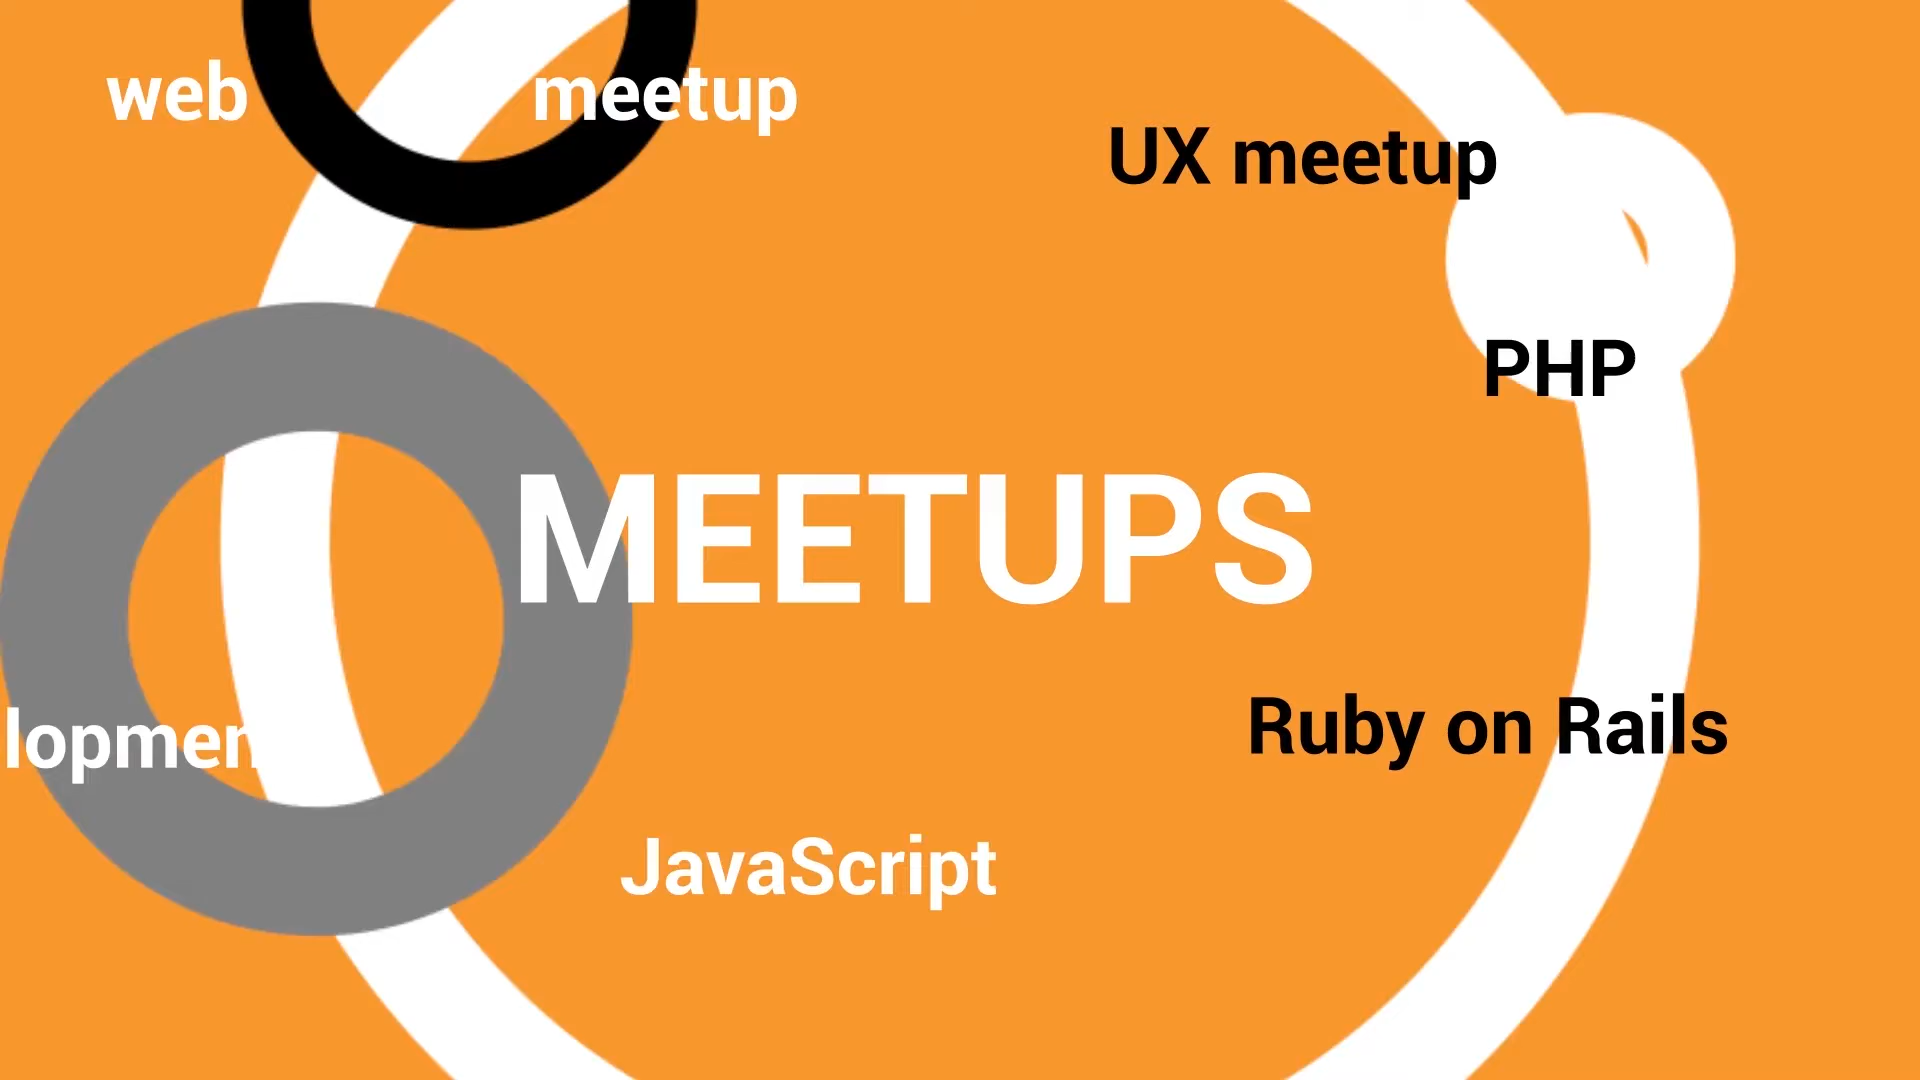 web meetup
UX meetup
PHP
MEETUPS
Ruby on Rails
lopmen
JavaScript